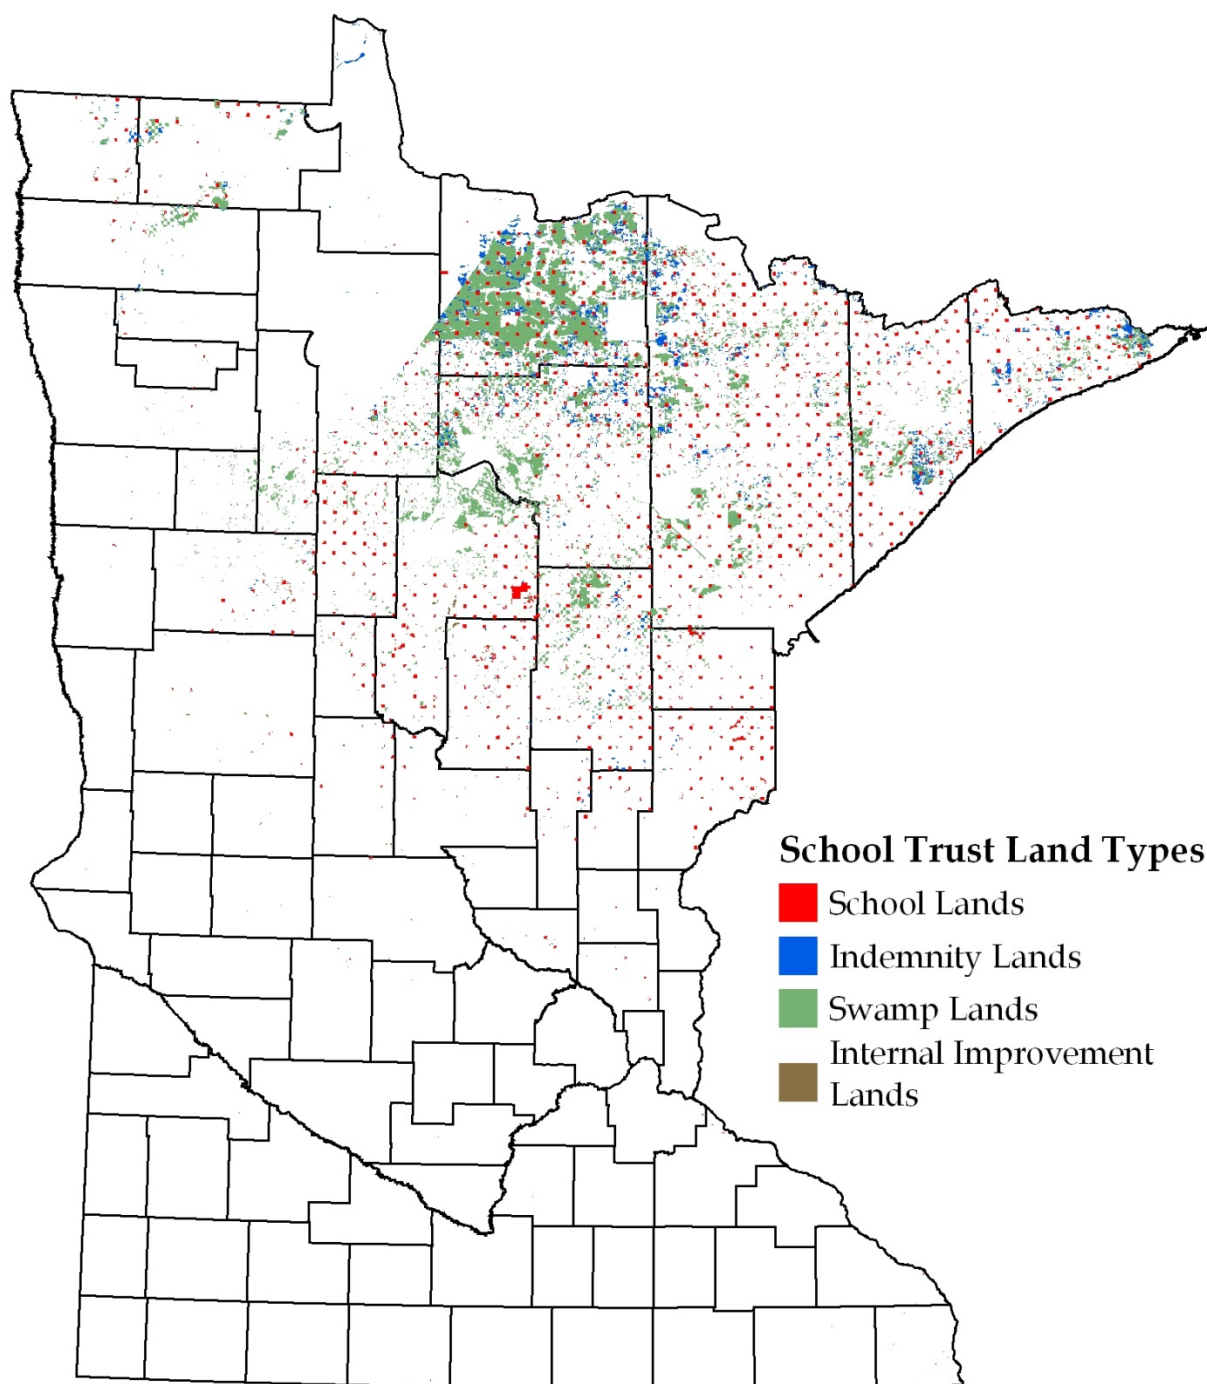 School Trust Land Types
School Lands
Indemnity Lands
Swamp Lands
Internal Improvement
Lands